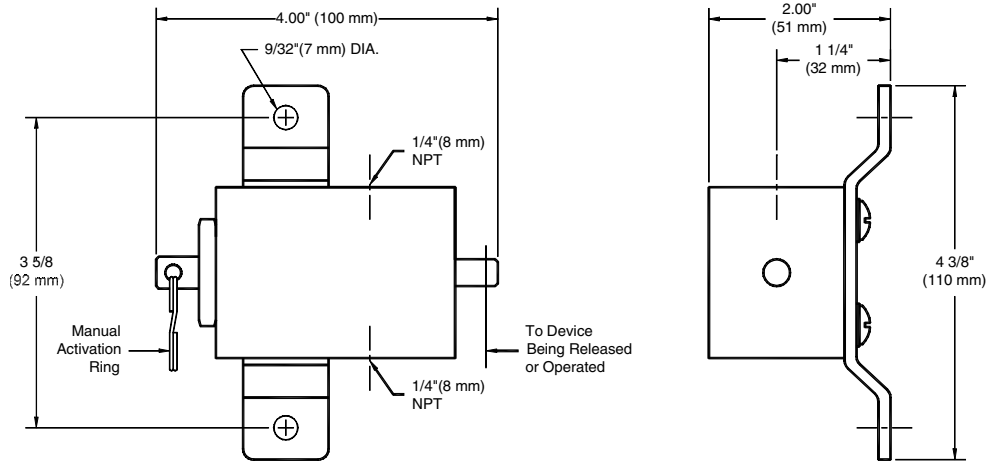 4.00" (100 mm)
9/32"(7 mm) DIA.
1/4"(8 mm)
NPT
3 5/8
(92 mm)
Manual
Activation
Ring
To Device
Being Released
or Operated
1/4"(8 mm)
NPT
2.00"
(51 mm)
1 1/4"
(32 mm)
4 3/8"
(110 mm)